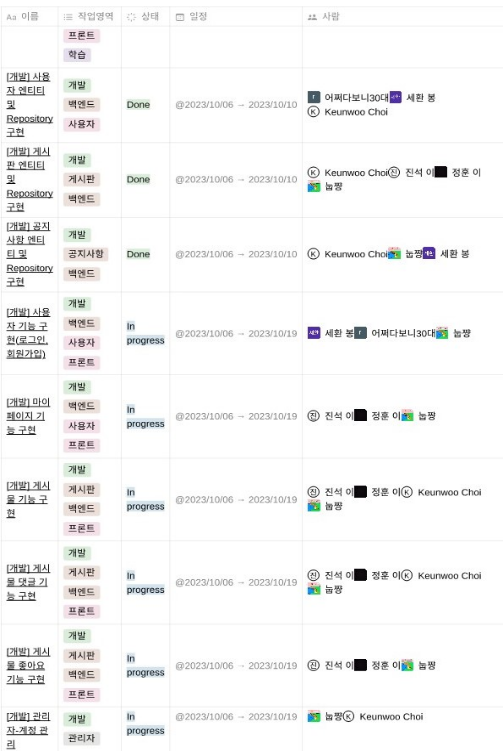 Aa 이름 작업영역 상태 일정 사람
프론트
학습
[개발] 사용
자 엔티티
및
Repository
구현
개발
백엔드
사용자
Done
@2023/10/06 → 2023/10/10
어쩌다보니30대 세환 봉
K Keunwoo Choi
[개발] 게시
판 엔티티
및
Repository
구현
개발
게시판
백엔드
Done
@2023/10/06 → 2023/10/10
K Keunwoo Choi 진 진석 이 정훈 이
눕짱
[개발] 공지
사항 엔티
티 및
Repository
구현
개발
공지사항
백엔드
Done
@2023/10/06 → 2023/10/10
K Keunwoo Choi 눕짱 세환 봉
[개발] 사용
자 기능 구
현(로그인,
회원가입)
개발
백엔드
사용자
프론트
In
progress
@2023/10/06 → 2023/10/19
세환 봉 어쩌다보니30대 눕짱
[개발] 마이
페이지 기
능 구현
개발
백엔드
사용자
프론트
In
progress
@2023/10/06 → 2023/10/19
진 진석 이 정훈 이 눕짱
[개발] 게시
물 기능 구
현
개발
게시판
백엔드
프론트
In
progress
@2023/10/06 → 2023/10/19
진 진석 이 정훈 이 K Keunwoo Choi
눕짱
[개발] 게시
물 댓글 기
능 구현
개발
게시판
백엔드
프론트
In
progress
@2023/10/06 → 2023/10/19
진 진석 이 정훈 이 K Keunwoo Choi
눕짱
[개발] 게시
물 좋아요
기능 구현
개발
게시판
백엔드
프론트
In
progress
@2023/10/06 → 2023/10/19
진 진석 이 정훈 이 눕짱
[개발] 관리
자-계정 관
리
개발
관리자
In
progress
@2023/10/06 → 2023/10/19
눕짱 K Keunwoo Choi